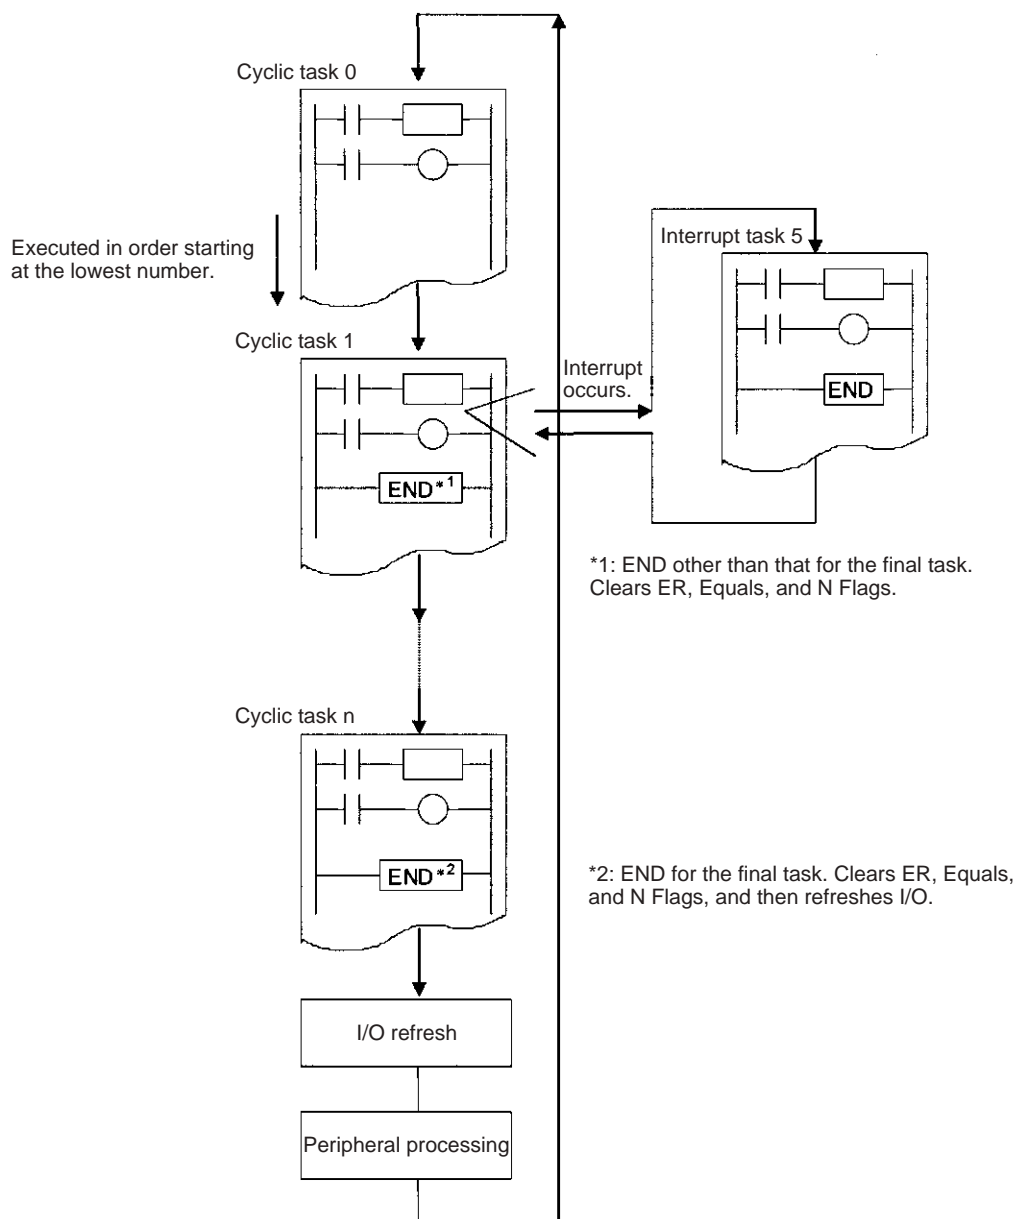 Cyclic task 0
Executed in order starting
at the lowest number.
Interrupt task 5
END
Cyclic task 1
Interrupt
occurs.
END*1
*1: END other than that for the final task.
Clears ER, Equals, and N Flags.
Cyclic task n
END*2
*2: END for the final task. Clears ER, Equals,
and N Flags, and then refreshes I/O.
I/O refresh
Peripheral processing